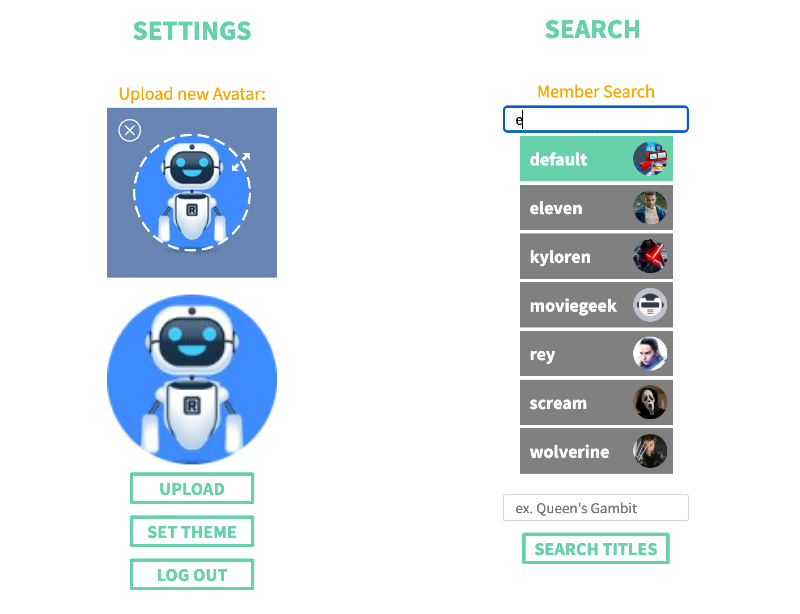 SETTINGS
Upload new Avatar:
R
R
UPLOAD
SET THEME
LOG OUT
SEARCH
Member Search
e
default
eleven
kyloren
moviegeek
rey
scream
wolverine
ex. Queen's Gambit
SEARCH TITLES